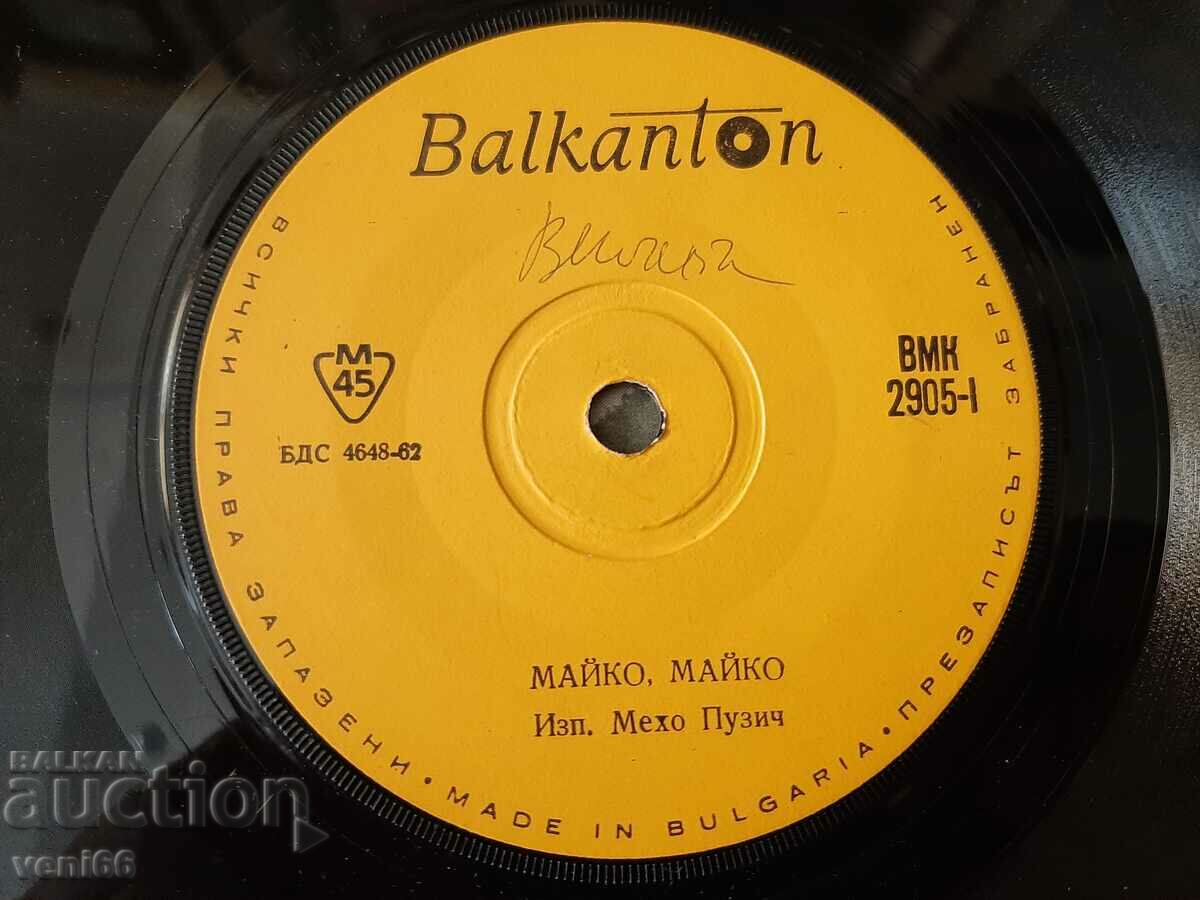 Balkanton
М
45
БДС 4648-62
ВМК
2905-I
МАЙКО, МАЙКО
Изп. Мехо Пузич
ВСИЧКИ ПРАВА ЗАПАЗЕНИ • MADE IN BULGARIA • ПРЕЗАПИСЪТ ЗАБРАНЕН
BALKAN
auction
veni66